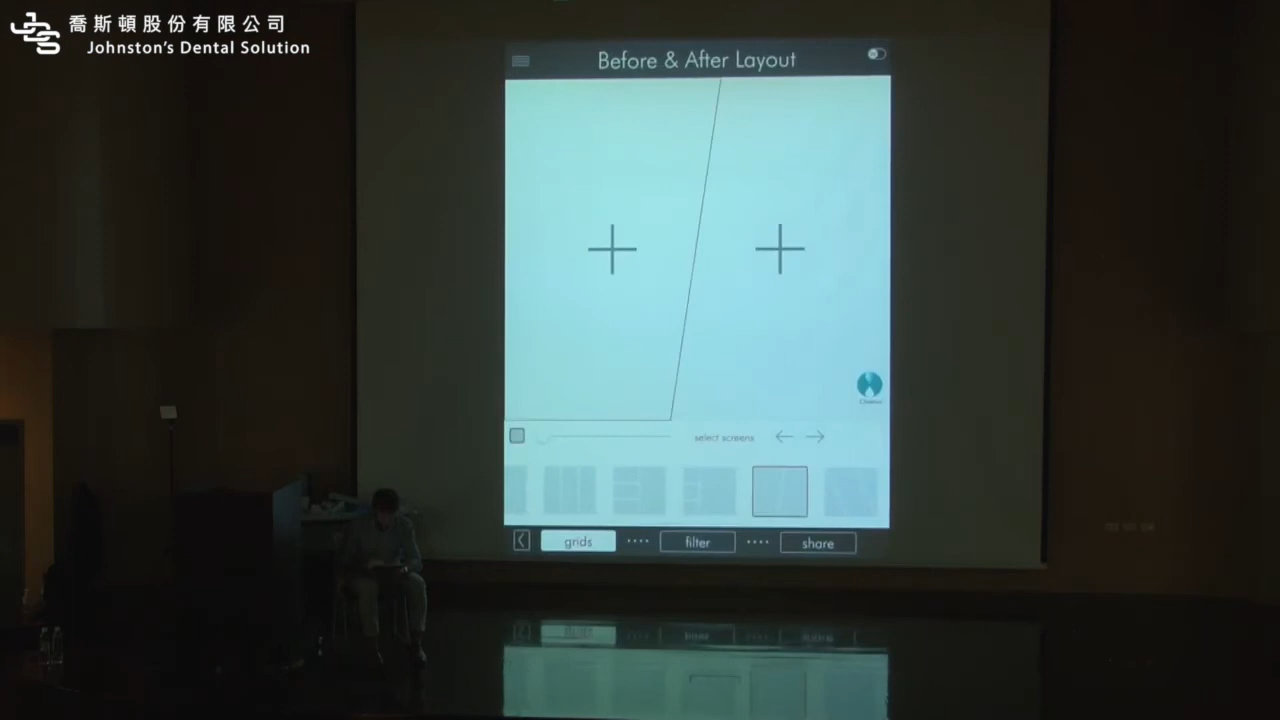 喬斯頓股份有限公司
Johnston's Dental Solution
Before & After Layout
select screens
grids
filter
share